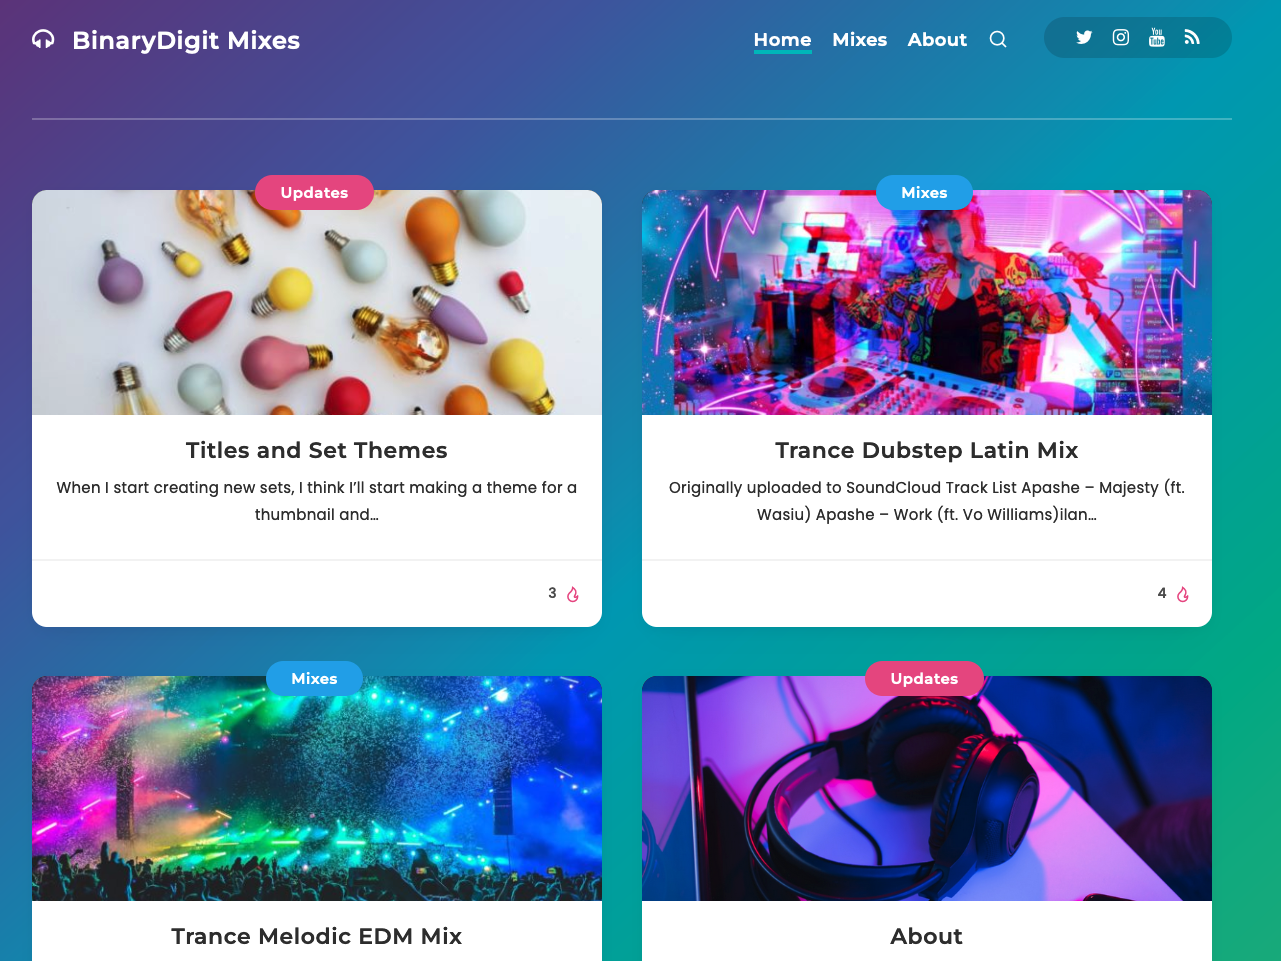 BinaryDigit Mixes
Home Mixes About
You
Tube
Updates
Titles and Set Themes
When I start creating new sets, I think I’ll start making a theme for a
thumbnail and...
3
Mixes
Trance Dubstep Latin Mix
Originally uploaded to SoundCloud Track List Apashe – Majesty (ft.
Wasiu) Apashe – Work (ft. Vo Williams)ilan...
4
Mixes
Trance Melodic EDM Mix
Updates
About